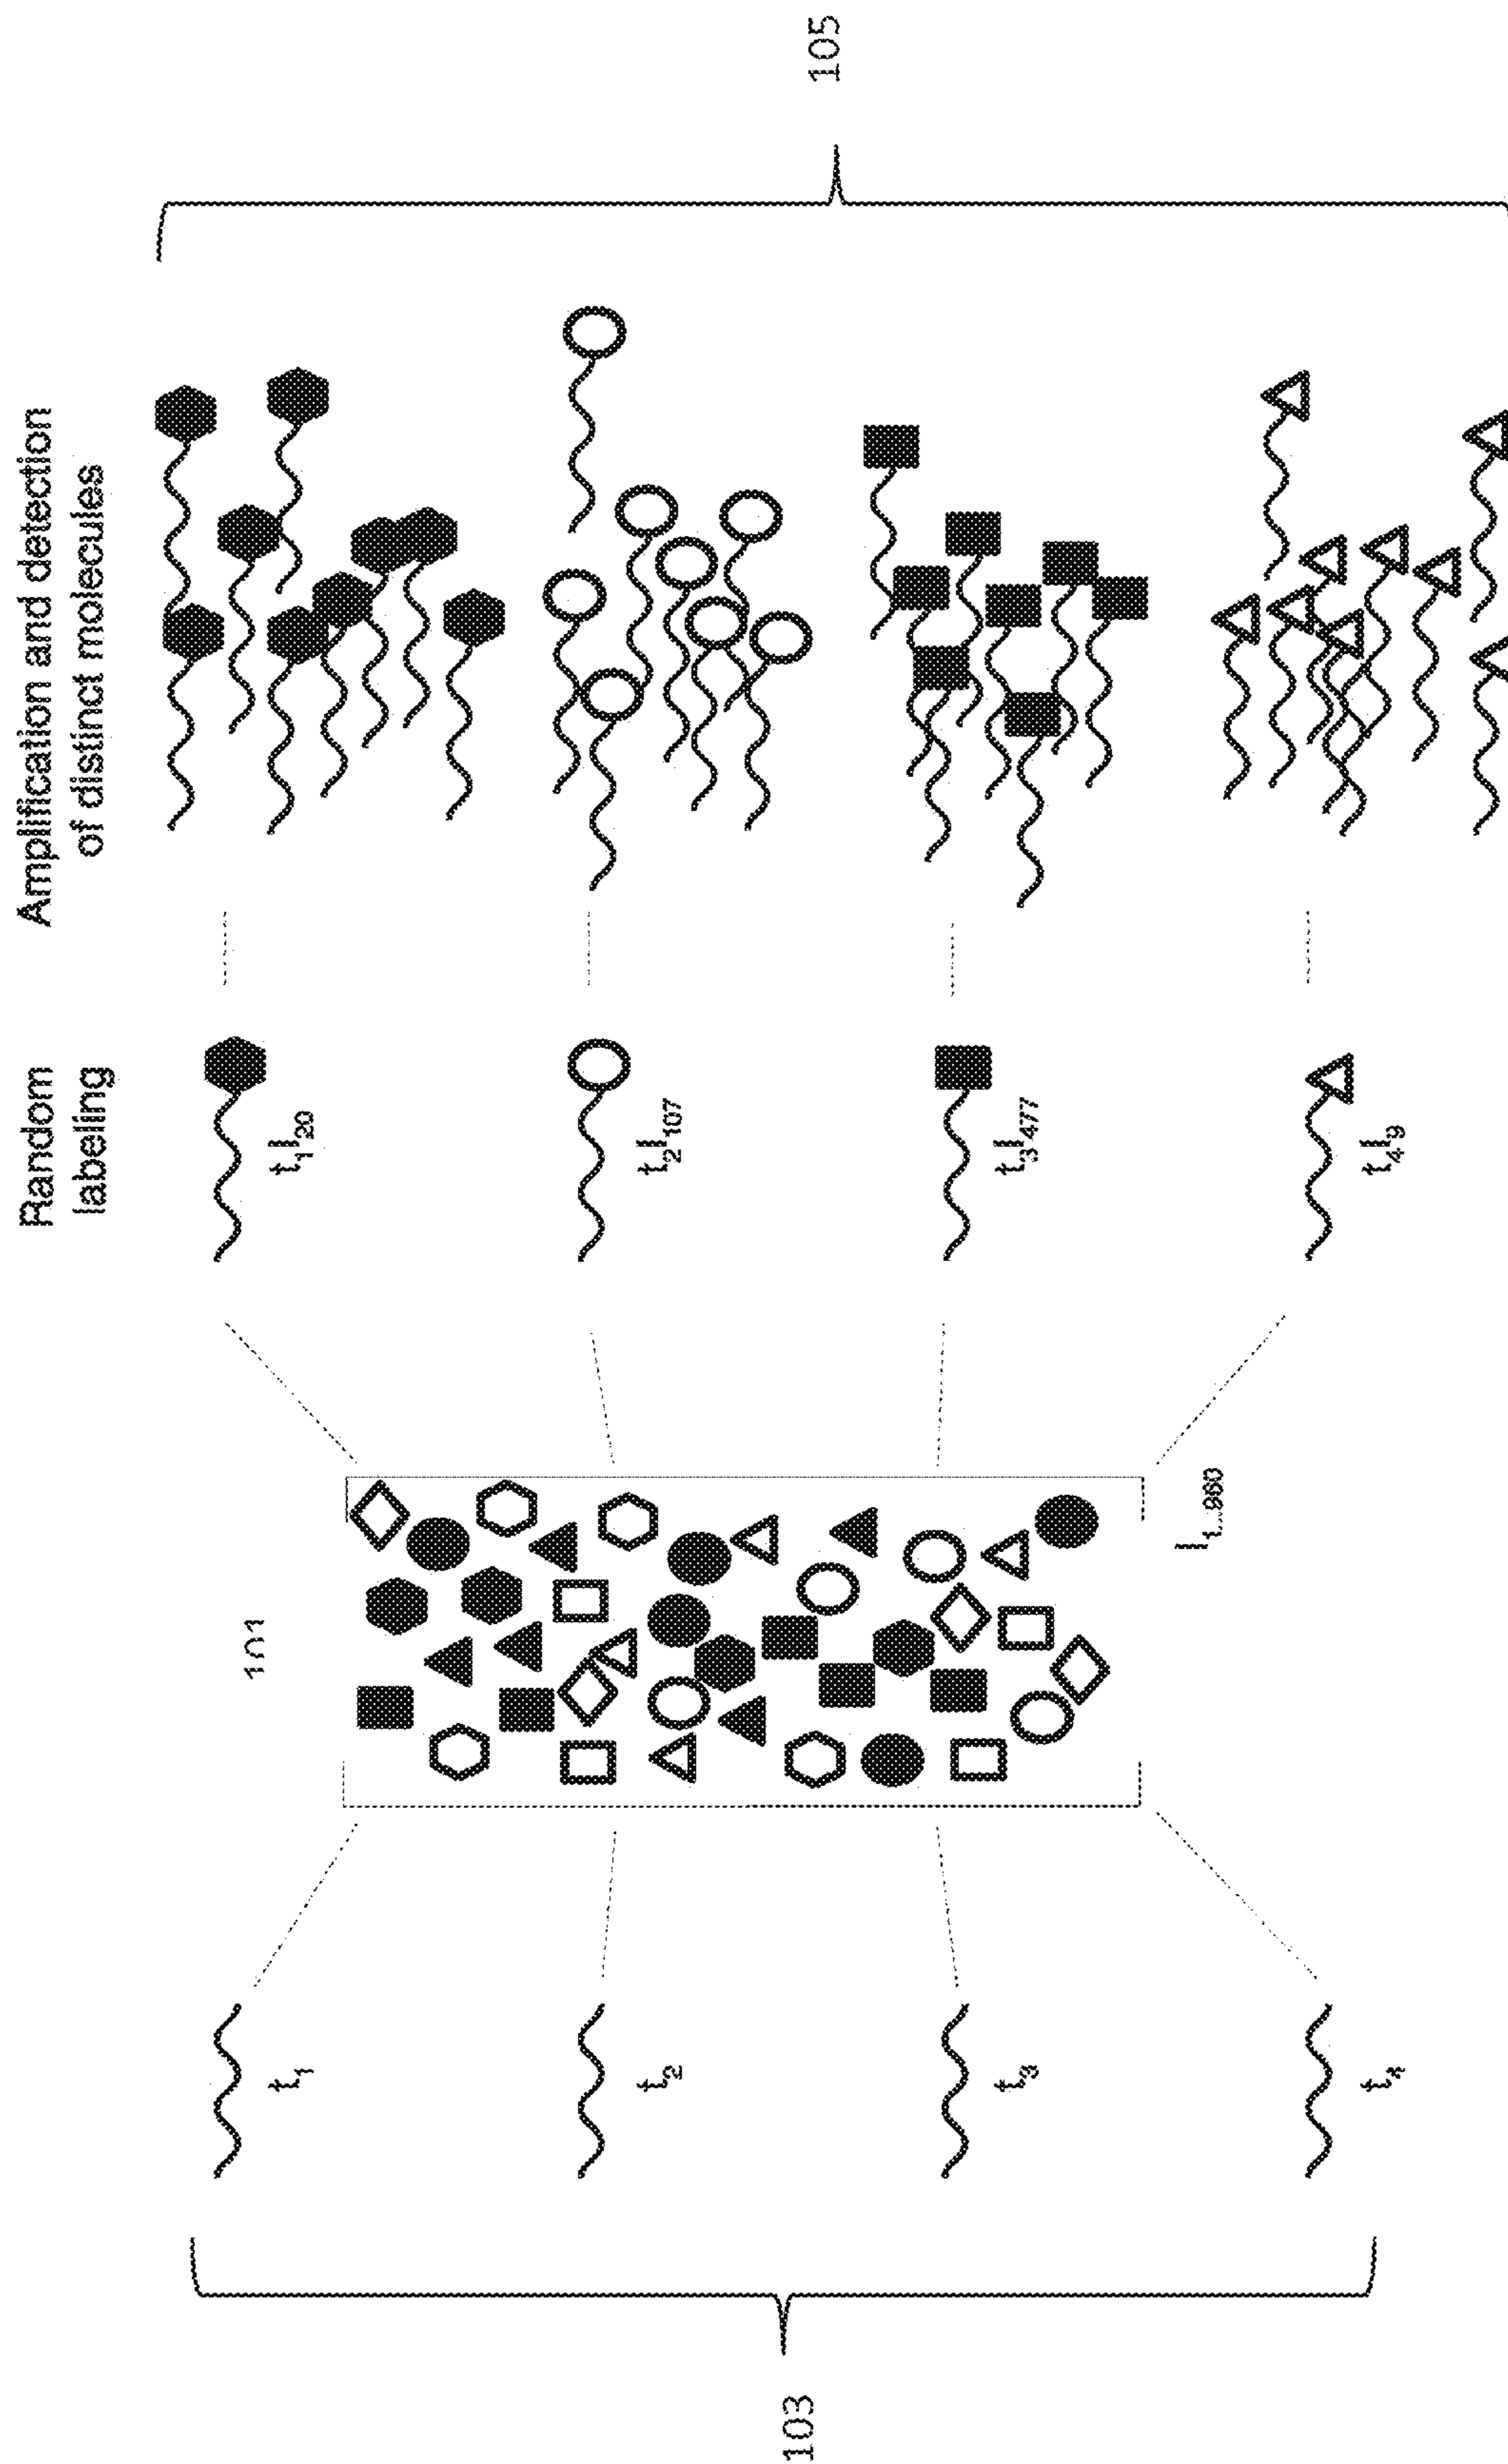 Random
labeling
Amplification and detection
of distinct molecules
101
103
t1
t2
t3
t4
l1...960
t1l20
t2l107
t3l477
t4l9
105